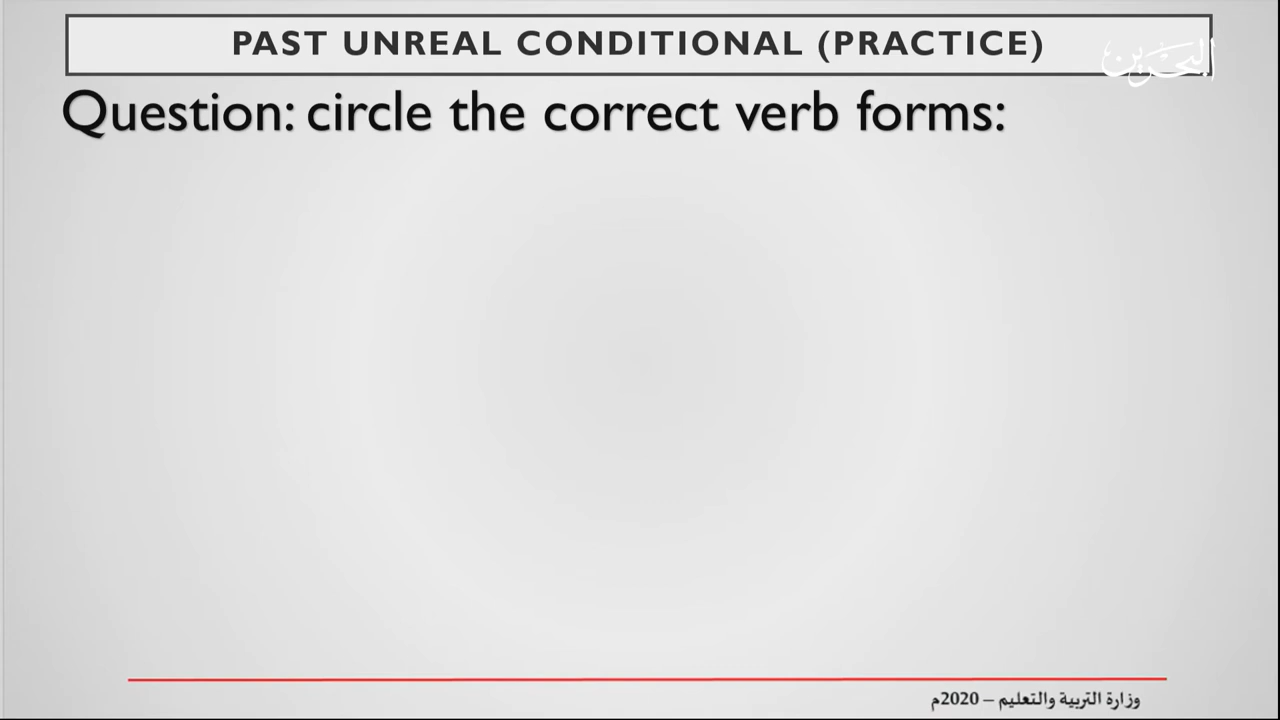 PAST UNREAL CONDITIONAL (PRACTICE)
البحرين
Question: circle the correct verb forms:
وزارة التربية والتعليم – 2020م